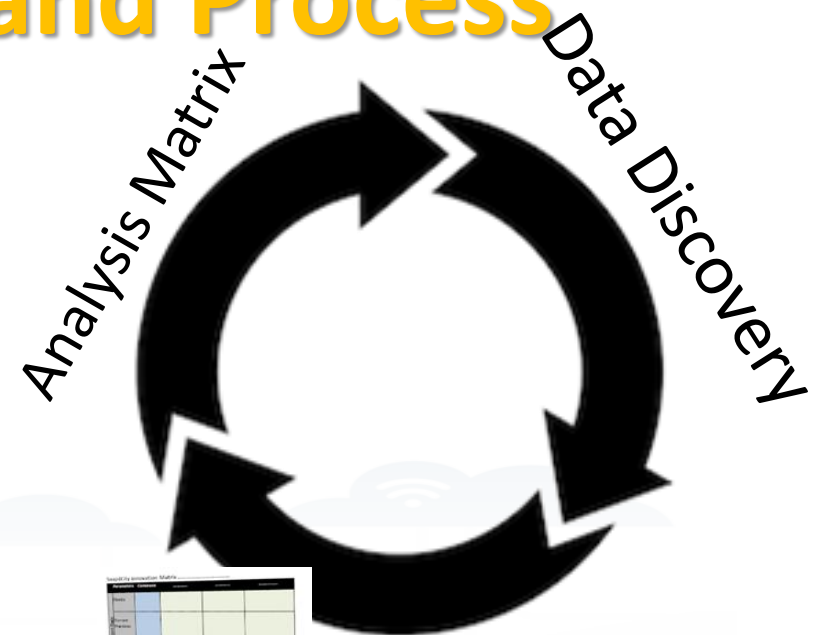 and Process
Analysis Matrix
Data Discovery